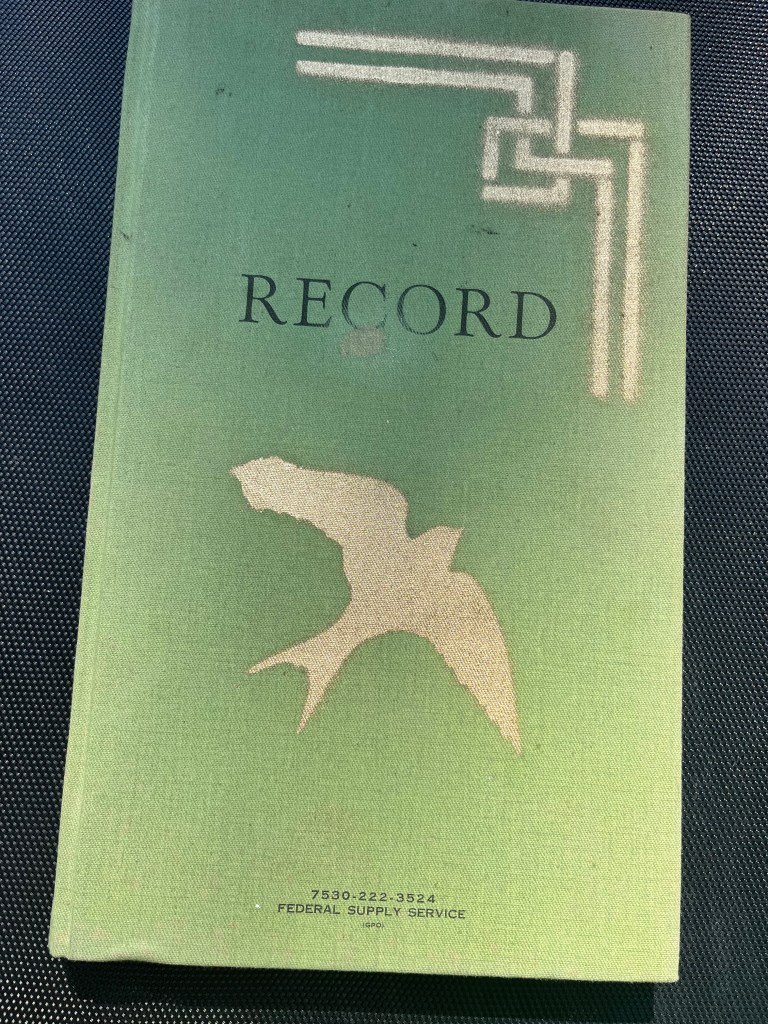 RECORD
7530-222-3524
FEDERAL SUPPLY SERVICE
(GPO)